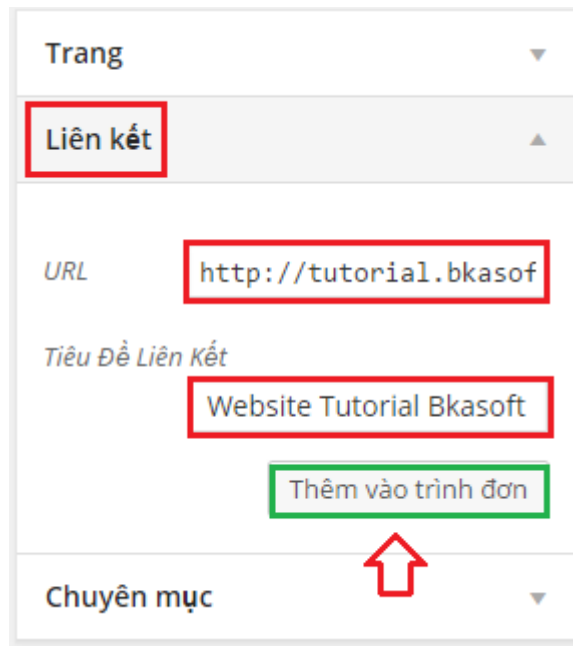 Trang
Liên kết
URL http://tutorial.bkasof
Tiêu Đề Liên Kết
Website Tutorial Bkasoft
Thêm vào trình đơn
Chuyên mục